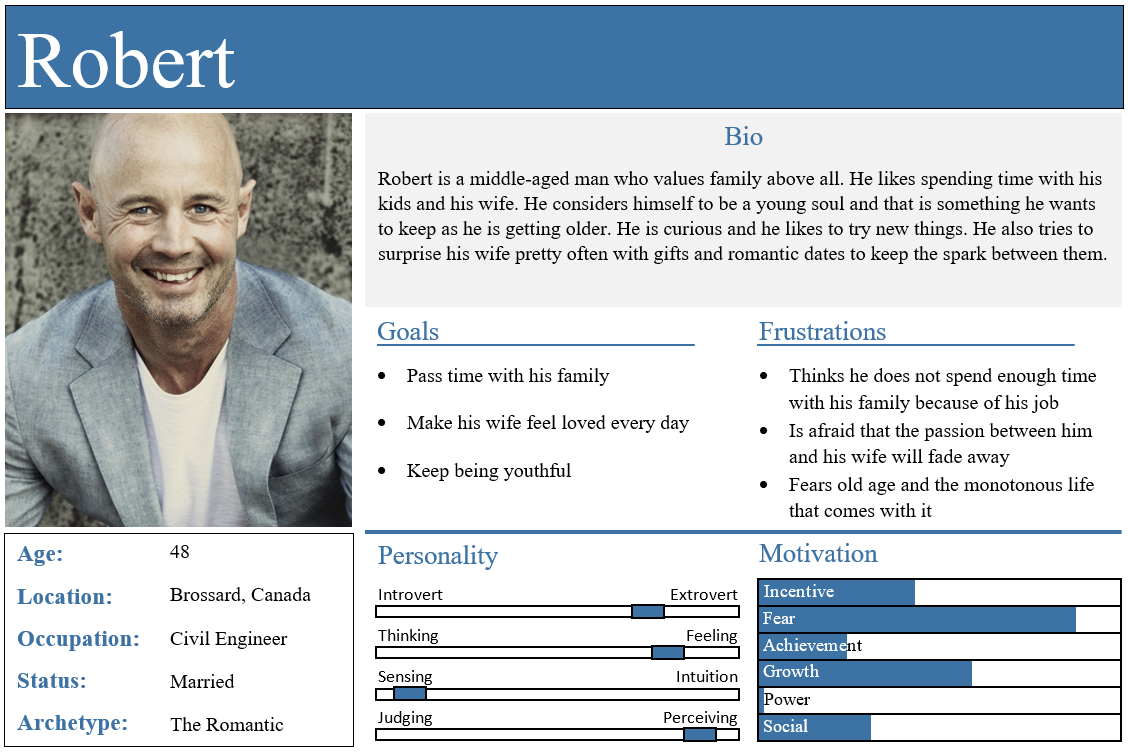 Robert
Bio
Robert is a middle-aged man who values family above all. He likes spending time with his
kids and his wife. He considers himself to be a young soul and that is something he wants
to keep as he is getting older. He is curious and he likes to try new things. He also tries to
surprise his wife pretty often with gifts and romantic dates to keep the spark between them.
Goals
• Pass time with his family
• Make his wife feel loved every day
• Keep being youthful
Frustrations
• Thinks he does not spend enough time
with his family because of his job
• Is afraid that the passion between him
and his wife will fade away
• Fears old age and the monotonous life
that comes with it
Age: 48
Location: Brossard, Canada
Occupation: Civil Engineer
Status: Married
Archetype: The Romantic
Personality
Introvert Extrovert
Thinking Feeling
Sensing Intuition
Judging Perceiving
Motivation
Incentive
Fear
Achievement
Growth
Power
Social